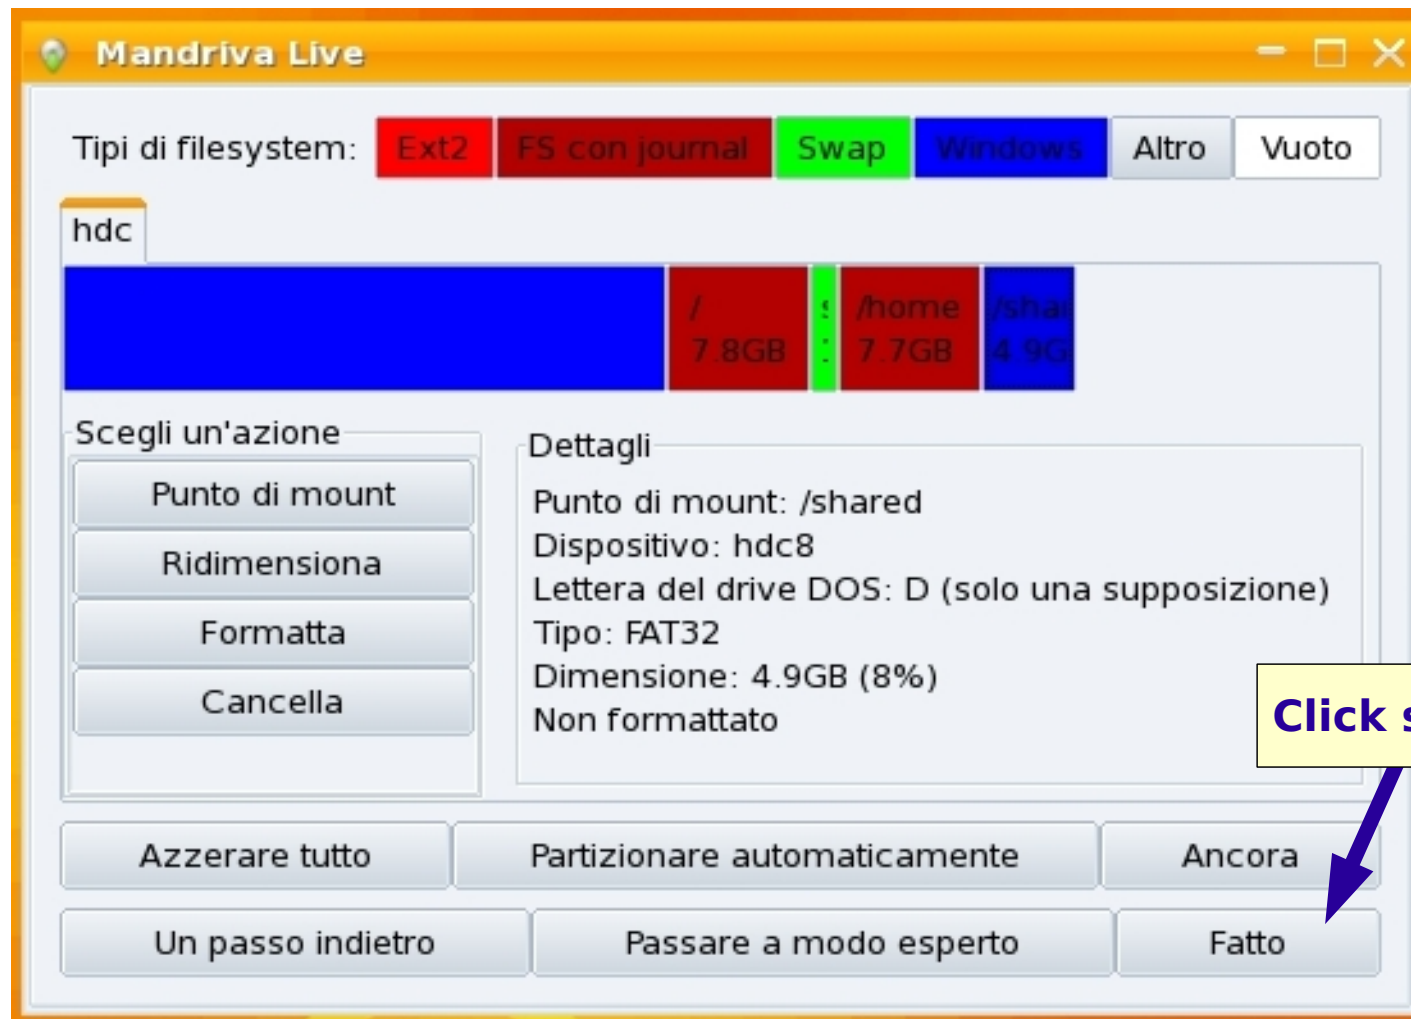 Mandriva Live
Tipi di filesystem: Ext2 FS con journal Swap Windows Altro Vuoto
hdc
/ /home
7.8GB 7.7GB 4.9G
Scegli un'azione
Punto di mount
Ridimensiona
Formatta
Cancella
Dettagli
Punto di mount: /shared
Dispositivo: hdc8
Lettera del drive DOS: D (solo una supposizione)
Tipo: FAT32
Dimensione: 4.9GB (8%)
Non formattato
Click
Azzerare tutto Partizionare automaticamente Ancora
Un passo indietro Passare a modo esperto Fatto